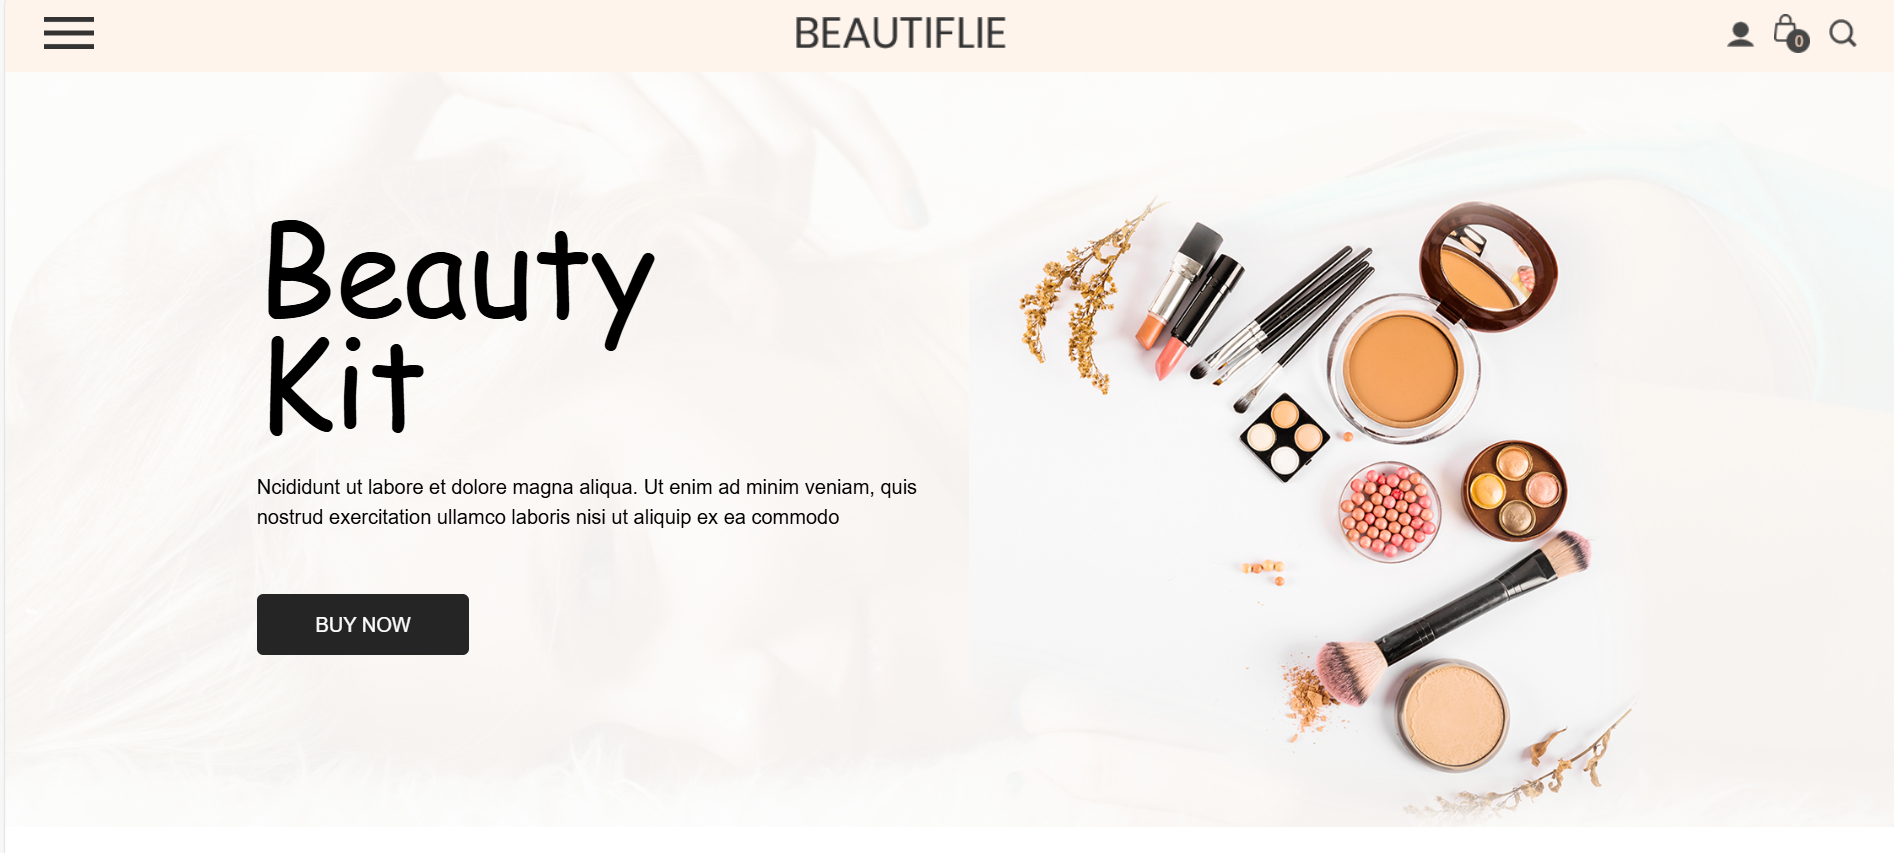 BEAUTIFLIE
0
Beauty
Kit
Ncididunt ut labore et dolore magna aliqua. Ut enim ad minim veniam, quis
nostrud exercitation ullamco laboris nisi ut aliquip ex ea commodo
BUY NOW